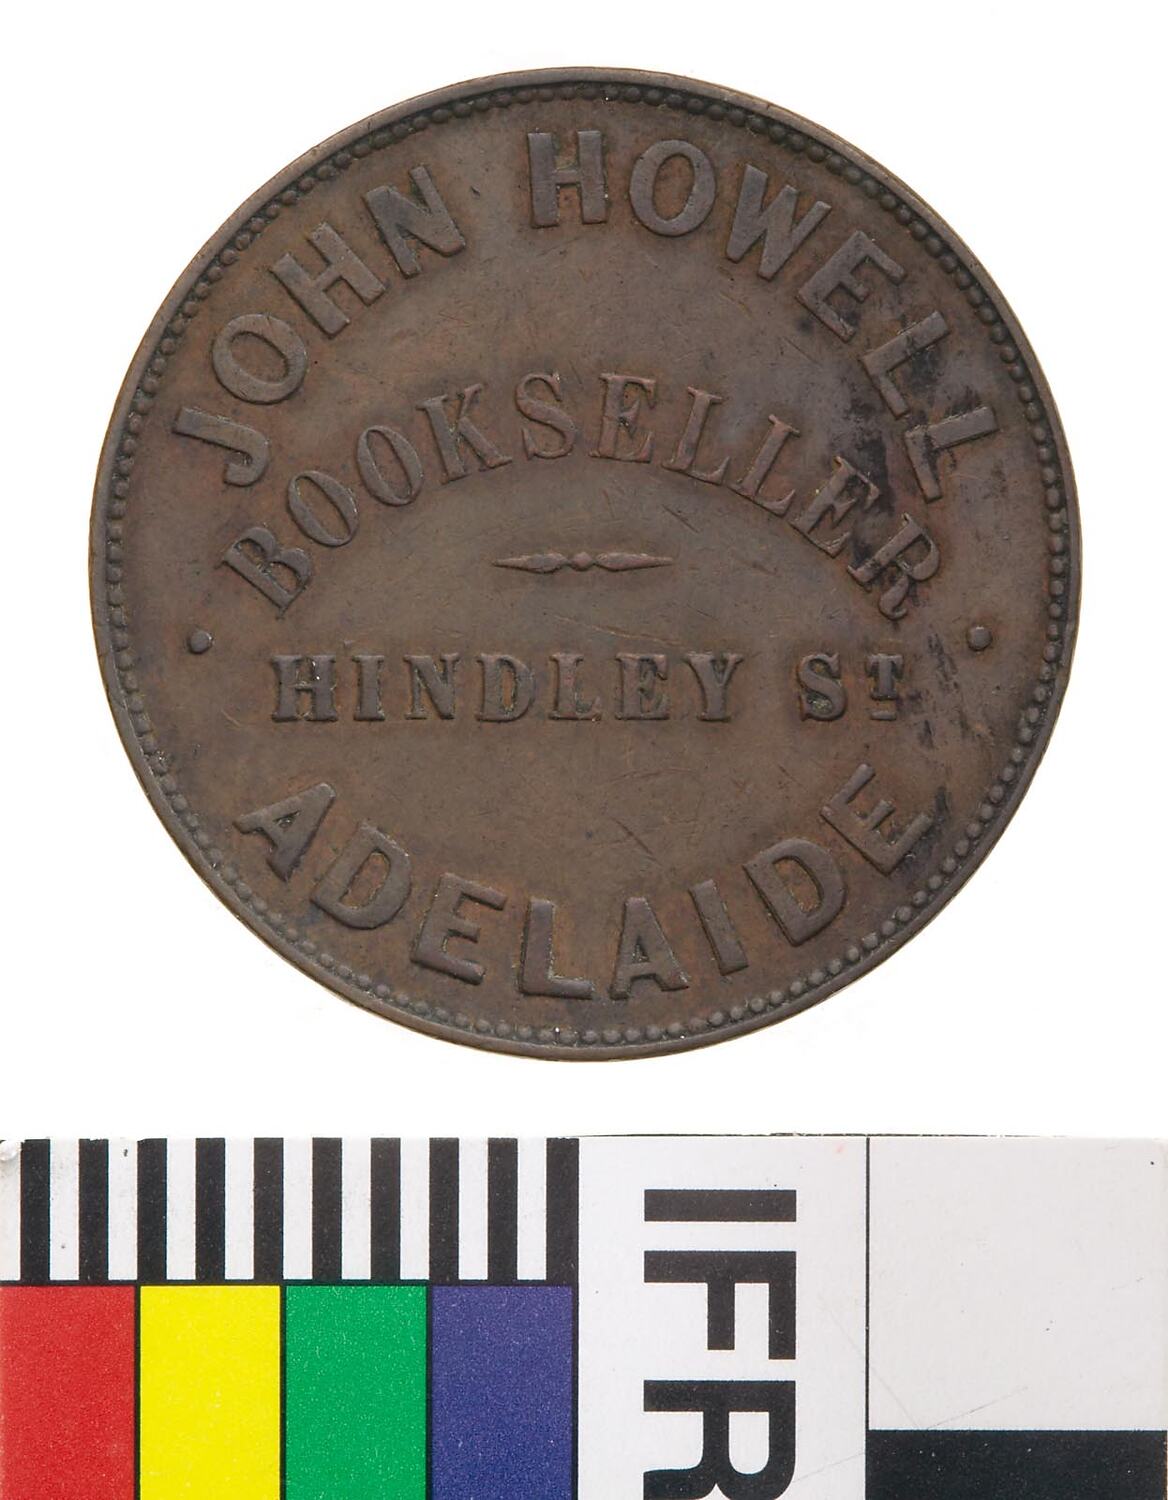 JOHN HOWELL
BOOKSELLER
HINDLEY ST
ADELAIDE
IFR